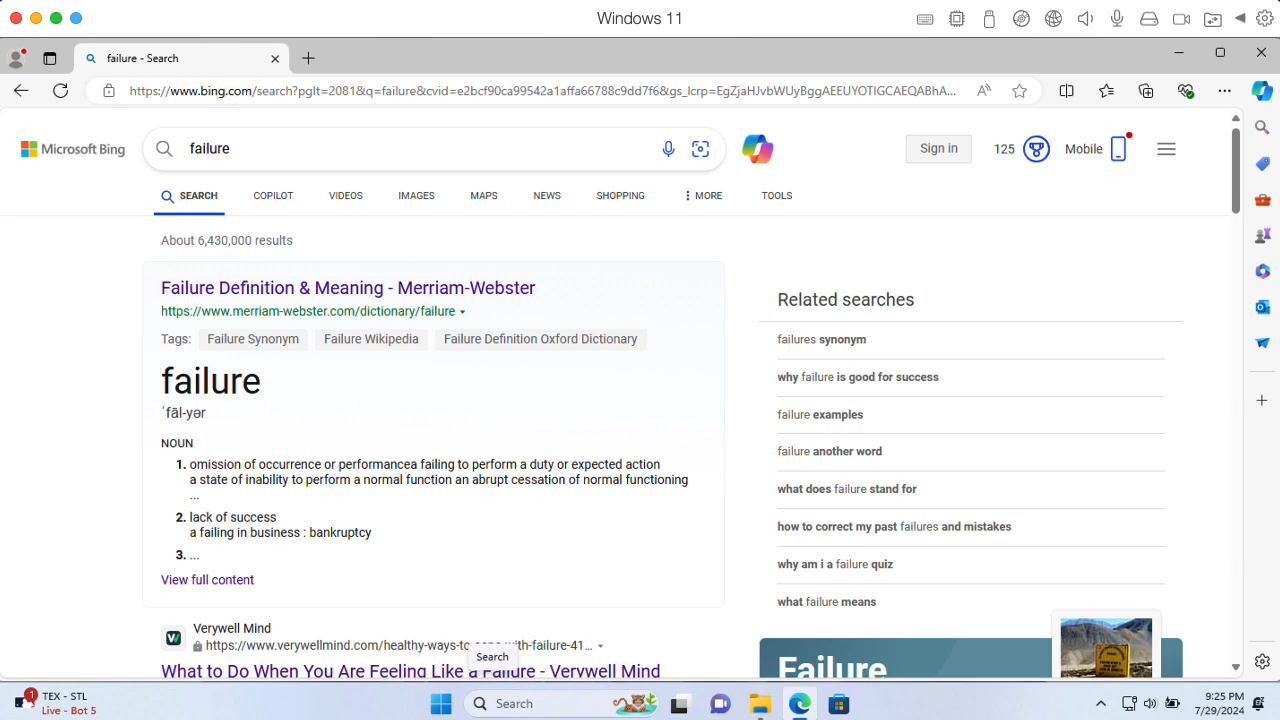 Windows 11
failure - Search
https://www.bing.com/search?pglt=2081&q=failure&cvid=e2bcf90ca99542a1afa66788c9dd7f6&gs_lcrp=EgZjaHJvbWUyBggAEEUYOTIGCAEQABhA...
Microsoft Bing
failure
Sign in
125
Mobile
SEARCH
COPILOT
VIDEOS
IMAGES
MAPS
NEWS
SHOPPING
MORE
TOOLS
About 6,430,000 results
Failure Definition & Meaning - Merriam-Webster
https://www.merriam-webster.com/dictionary/failure
Tags: Failure Synonym Failure Wikipedia Failure Definition Oxford Dictionary
failure
ˈfāl-yər
NOUN
1. omission of occurrence or performancea failing to perform a duty or expected action
a state of inability to perform a normal function an abrupt cessation of normal functioning
...
2. lack of success
a failing in business : bankruptcy
3. ...
View full content
Verywell Mind
https://www.verywellmind.com/healthy-ways-to-cope-with-failure-41...
What to Do When You Are Feeling Like a Failure - Verywell Mind
Search
Related searches
failures synonym
why failure is good for success
failure examples
failure another word
what does failure stand for
how to correct my past failures and mistakes
why am i a failure quiz
what failure means
Failure
1
TEX - STL
Live - Bot 5
Search
9:25 PM
7/29/2024